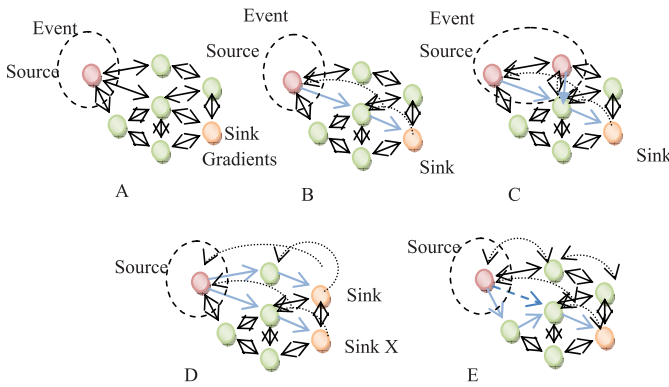 Event
Source
Sink
Gradients
A
Event
Source
Sink
B
Event
Source
Sink
C
Source
Sink
Sink X
D
Source
E